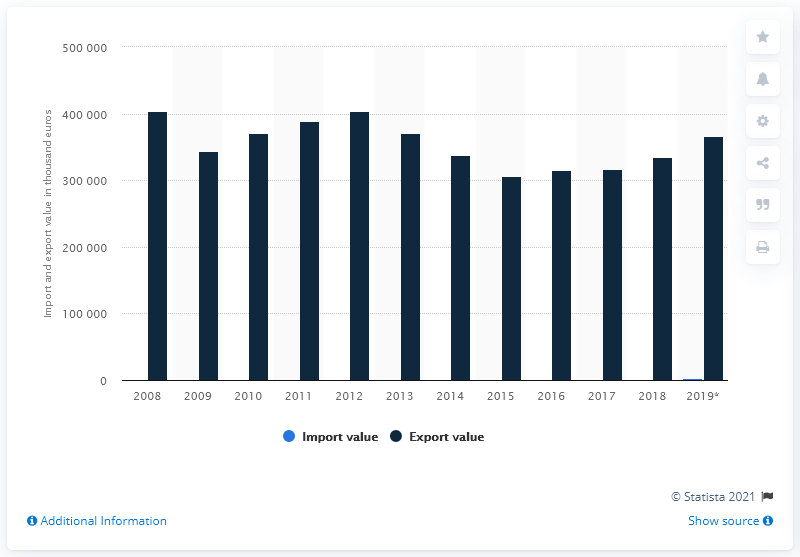 500 000
400 000
300 000
200 000
100 000
0
Import and export value in thousand euros
2008 2009 2010 2011 2012 2013 2014 2015 2016 2017 2018 2019*
Import value Export value
© Statista 2021
Additional Information
Show source